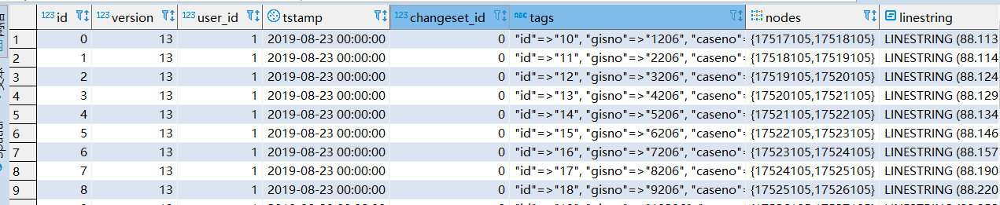 123 id 123 version 123 user_id tstamp 123 changeset_id ABC tags nodes linestring
1 0 13 1 2019-08-23 00:00:00 0 "id"=>"10", "gisno"=>"1206", "caseno"= {17517105,17518105} LINESTRING (88.113
2 1 13 1 2019-08-23 00:00:00 0 "id"=>"11", "gisno"=>"2206", "caseno"= {17518105,17519105} LINESTRING (88.114
3 2 13 1 2019-08-23 00:00:00 0 "id"=>"12", "gisno"=>"3206", "caseno"= {17519105,17520105} LINESTRING (88.124
4 3 13 1 2019-08-23 00:00:00 0 "id"=>"13", "gisno"=>"4206", "caseno"= {17520105,17521105} LINESTRING (88.129
5 4 13 1 2019-08-23 00:00:00 0 "id"=>"14", "gisno"=>"5206", "caseno"= {17521105,17522105} LINESTRING (88.134
6 5 13 1 2019-08-23 00:00:00 0 "id"=>"15", "gisno"=>"6206", "caseno"= {17522105,17523105} LINESTRING (88.146
7 6 13 1 2019-08-23 00:00:00 0 "id"=>"16", "gisno"=>"7206", "caseno"= {17523105,17524105} LINESTRING (88.157
8 7 13 1 2019-08-23 00:00:00 0 "id"=>"17", "gisno"=>"8206", "caseno"= {17524105,17525105} LINESTRING (88.190
9 8 13 1 2019-08-23 00:00:00 0 "id"=>"18", "gisno"=>"9206", "caseno"= {17525105,17526105} LINESTRING (88.220